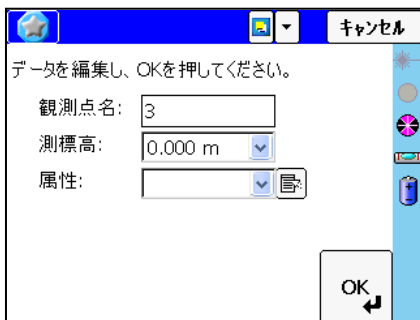 キャンセル
データを編集し、OKを押してください。
観測点名: 3
測標高: 0.000 m
属性:
OK